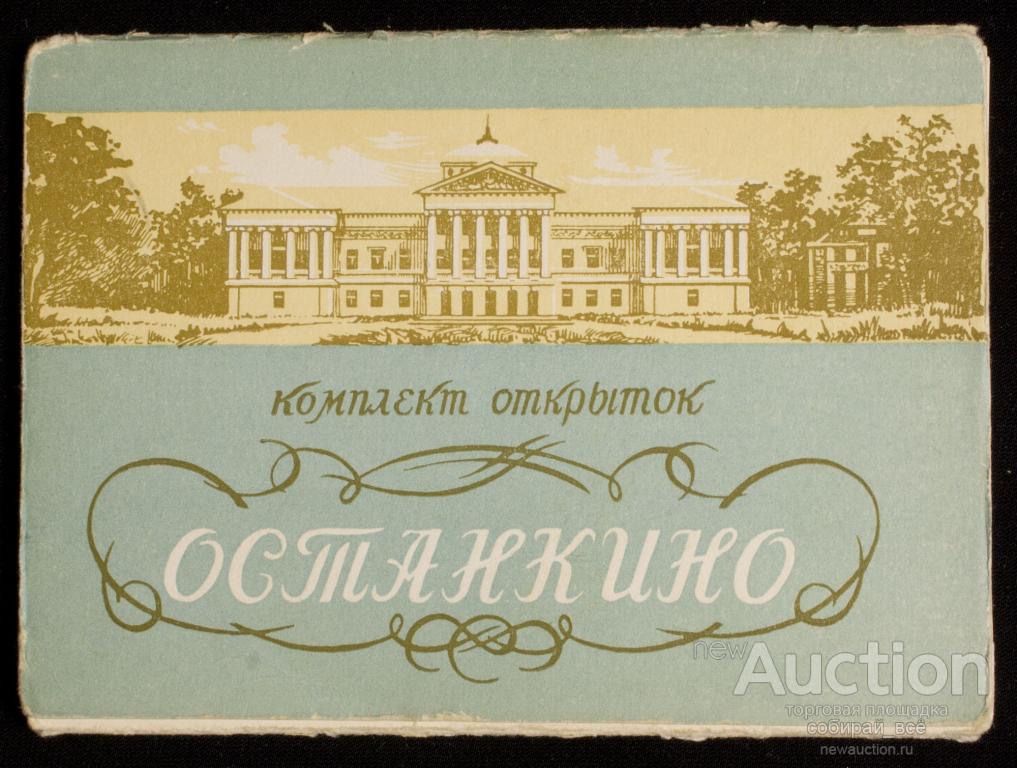 комплект открыток
ОСТАНКИНО
newAuction
торговая площадка
собирай_всё
newauction.ru